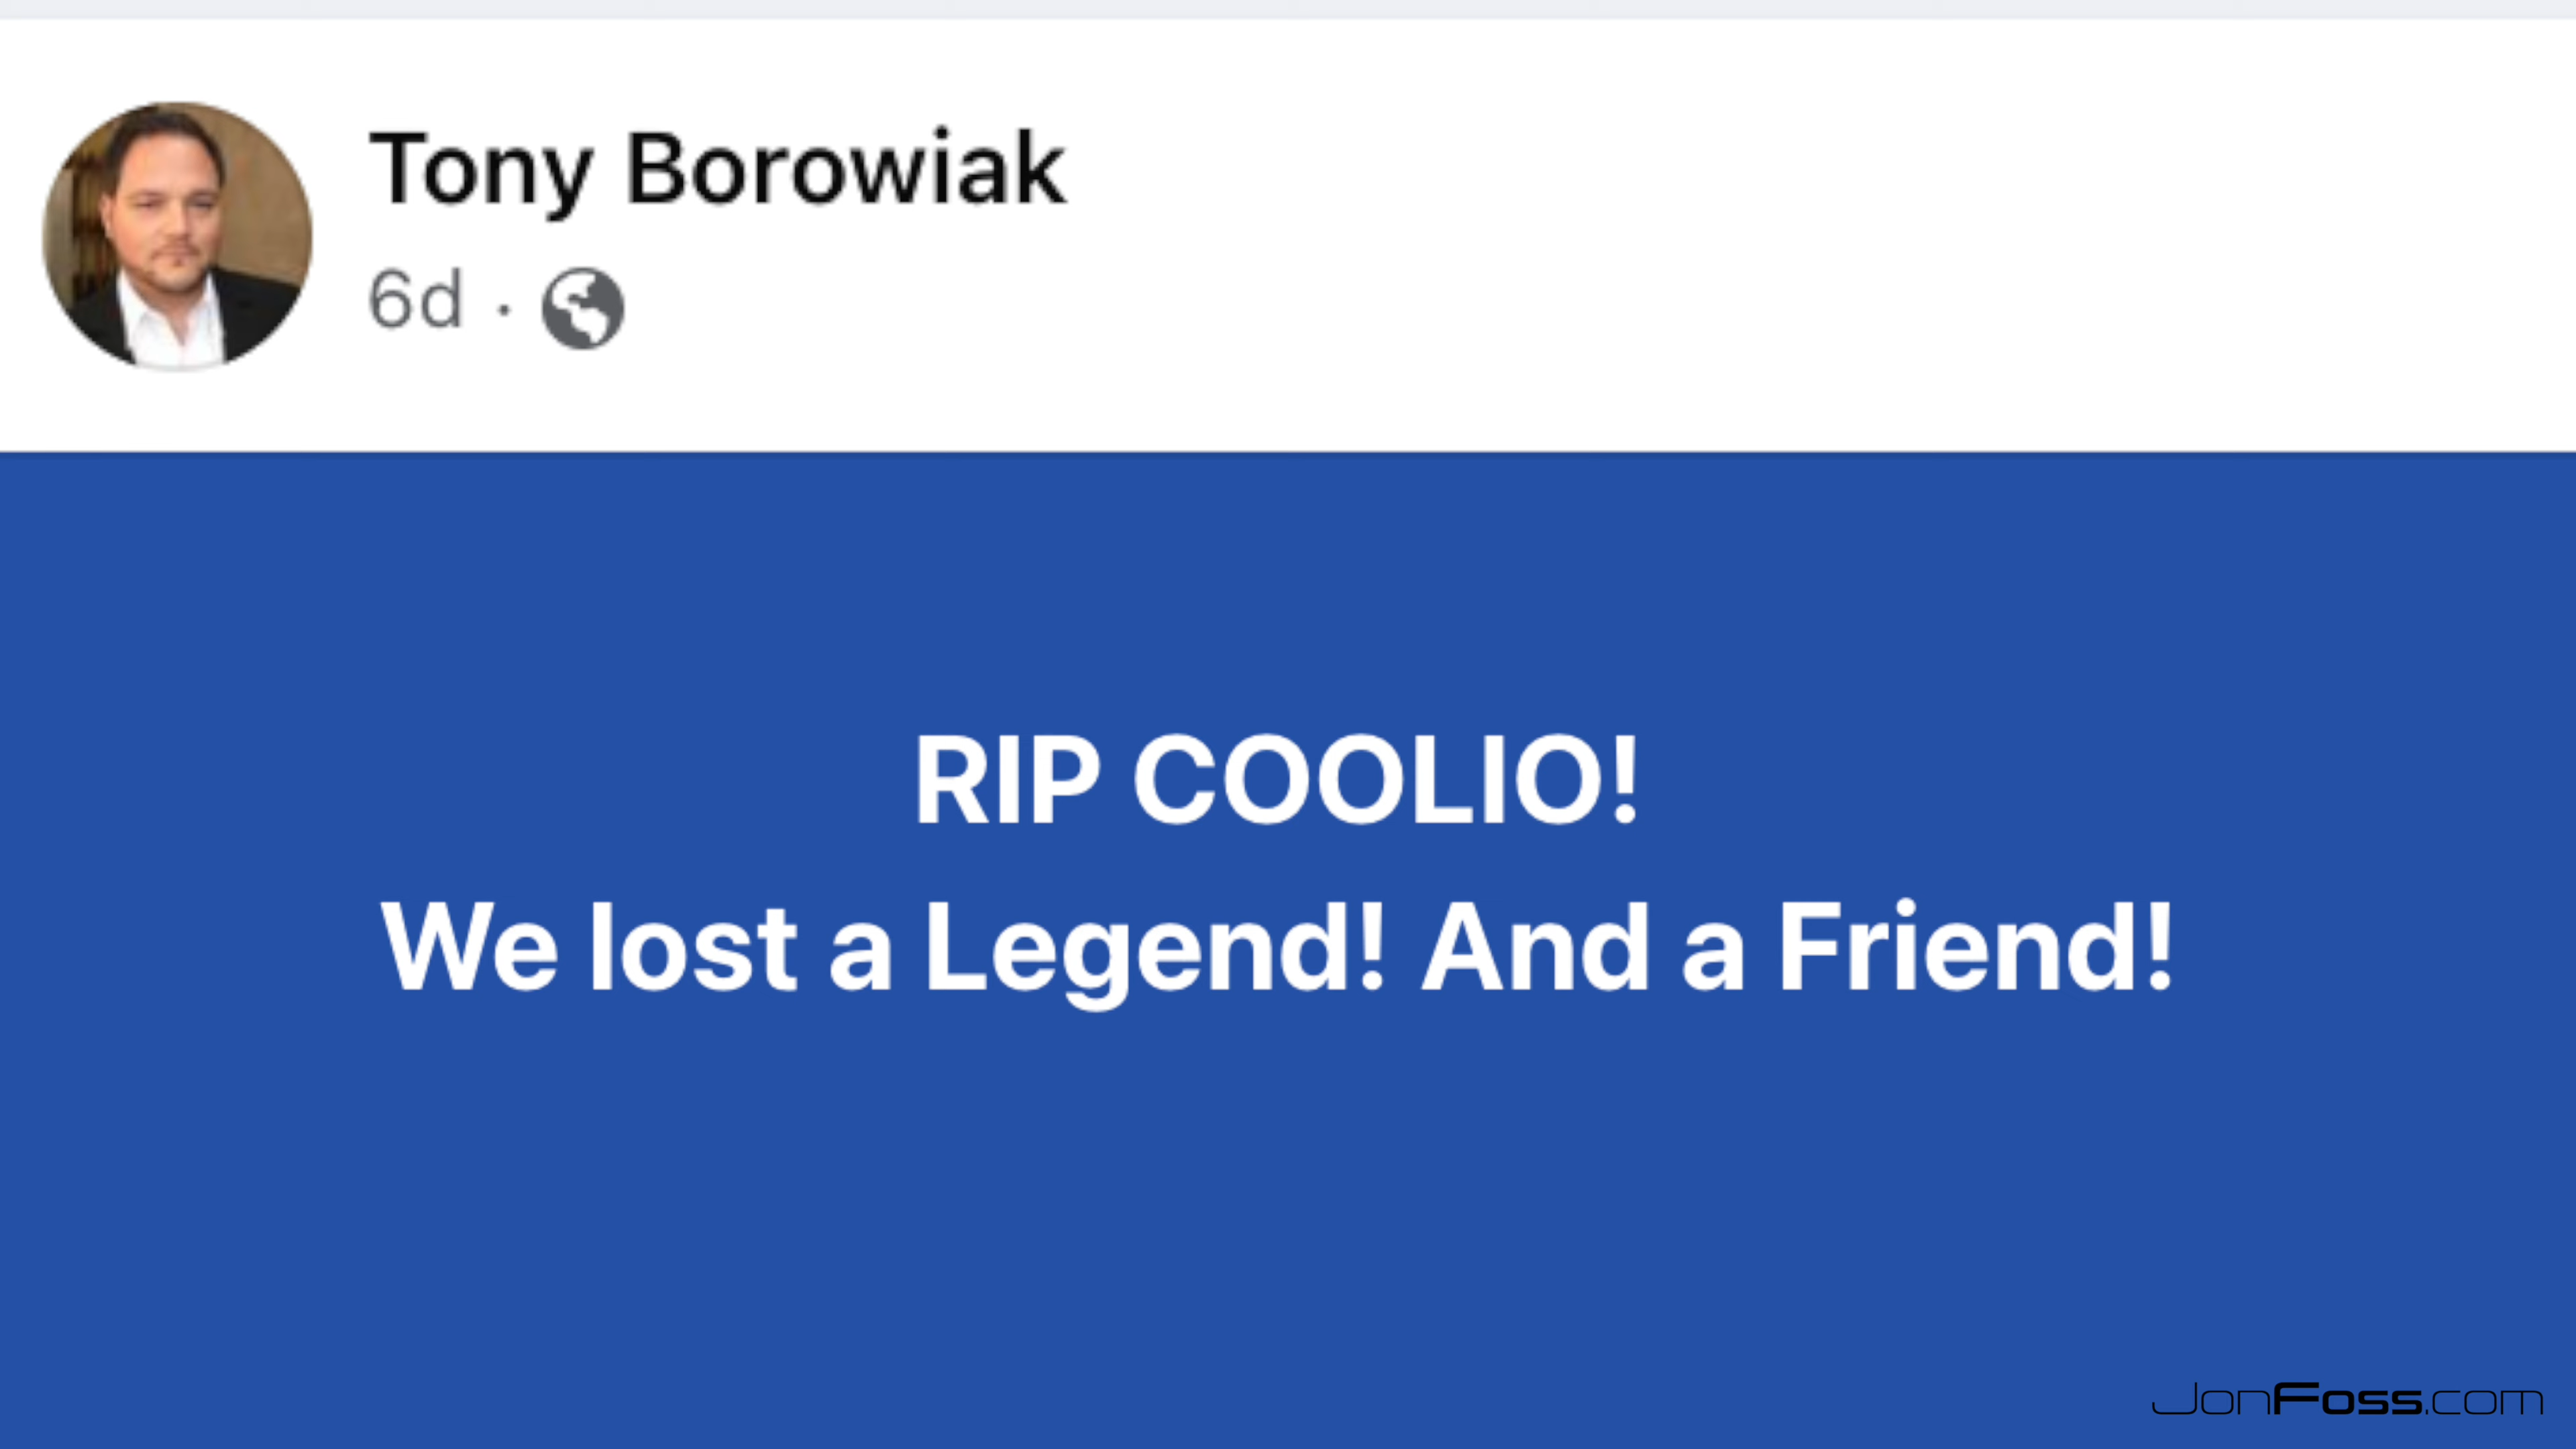 Tony Borowiak
6d ·
RIP COOLIO!
We lost a Legend! And a Friend!
JonFoss.com